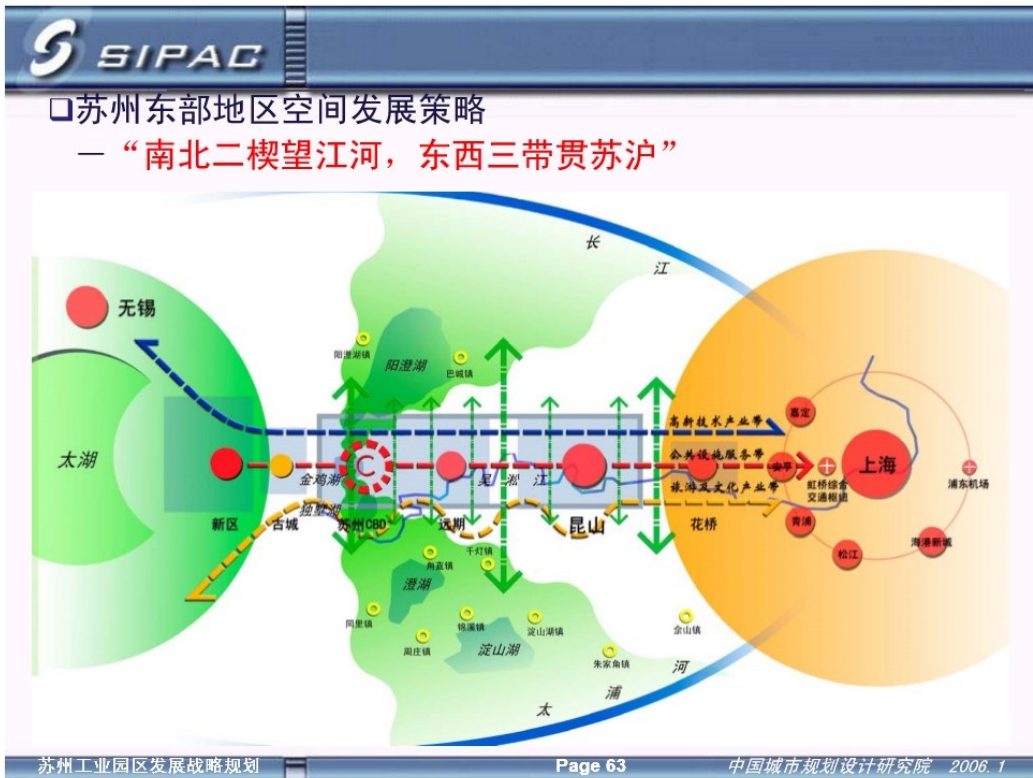 SIPAC
苏州东部地区空间发展策略
—“南北二楔望江河，东西三带贯苏沪”
长江
无锡
阳澄湖镇
阳澄湖
巴城镇
高新技术产业带
嘉定
太湖
金鸡湖
C
吴淞江
公共设施服务带
安亭
虹桥综合
交通枢纽
上海
浦东机场
独墅湖
旅游及文化产业带
新区
古城
苏州CBD
远期
昆山
花桥
青浦
松江
海港新城
千灯镇
甪直镇
澄湖
同里镇
锦溪镇
淀山湖镇
周庄镇
淀山湖
朱家角镇
佘山镇
太浦河
苏州工业园区发展战略规划
Page 63
中国城市规划设计研究院 2006.1